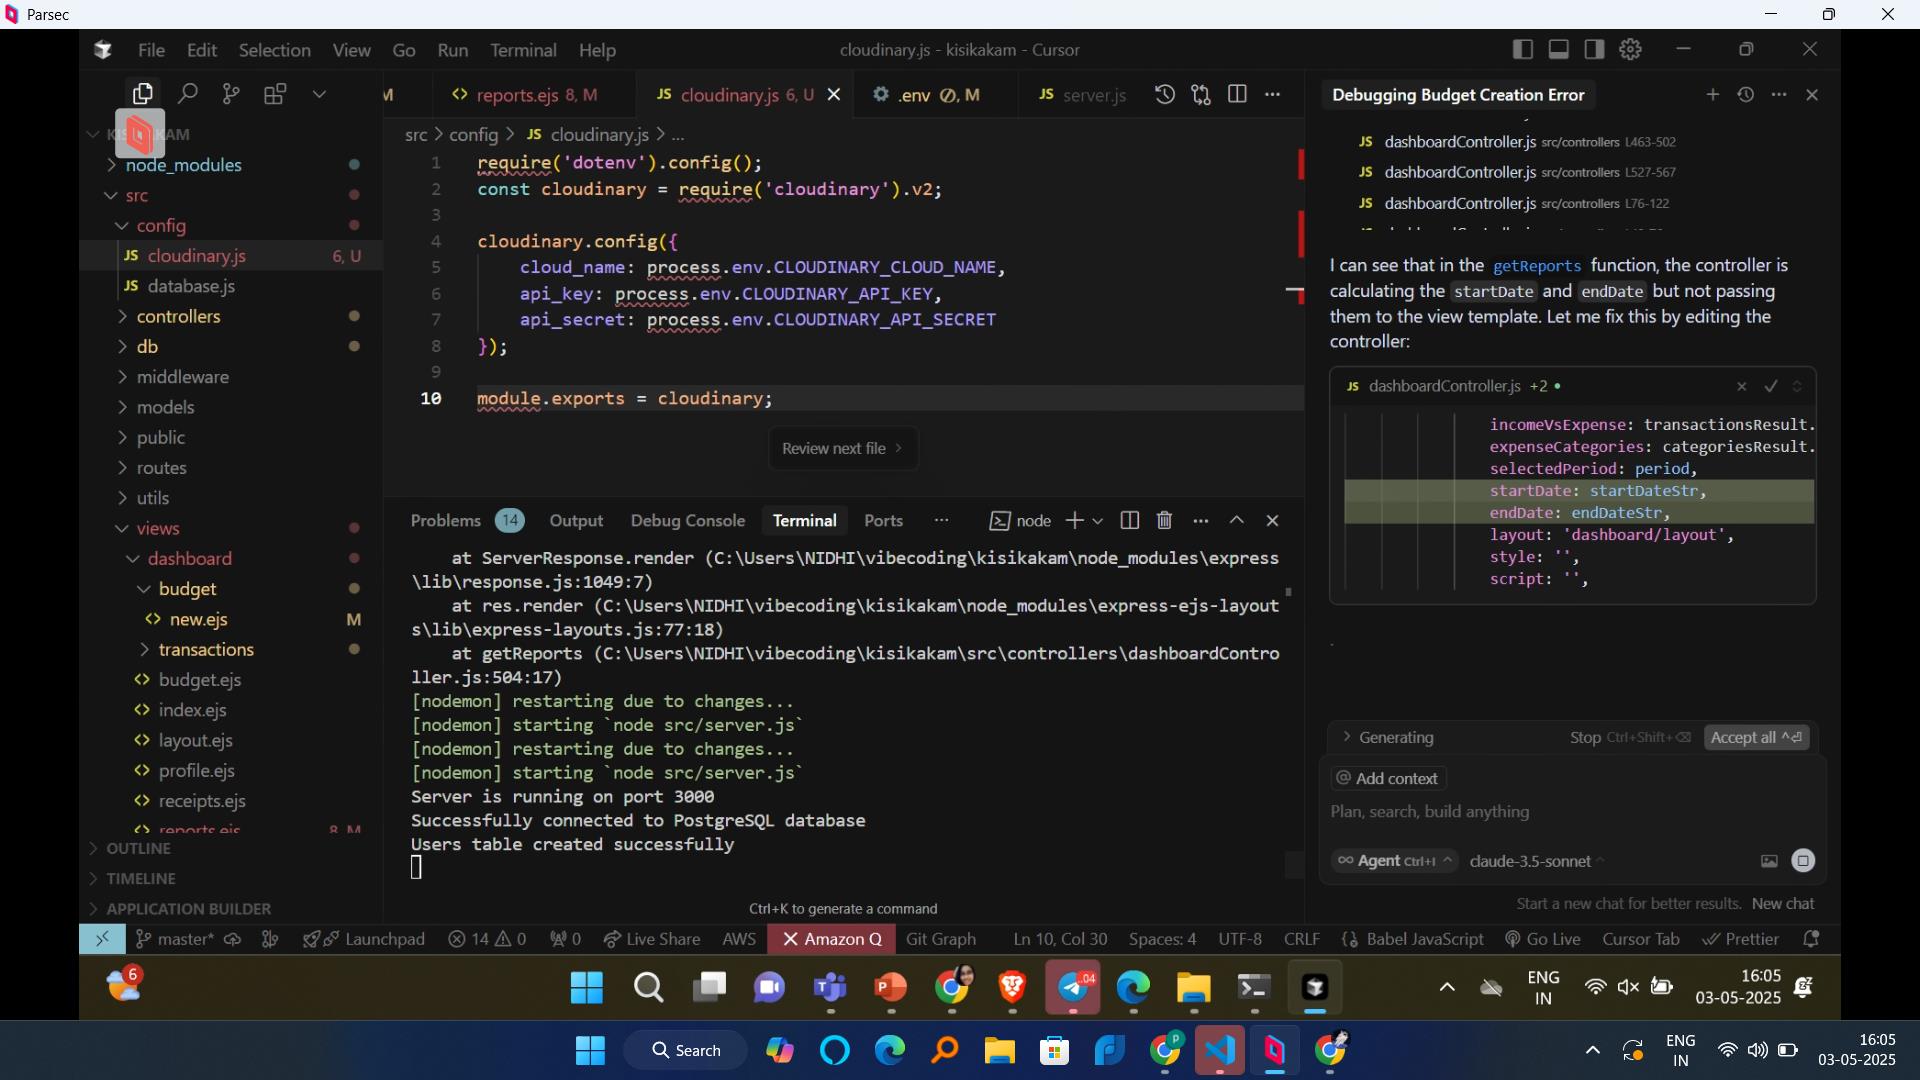 Parsec
File Edit Selection View Go Run Terminal Help
cloudinary.js - kisikakam - Cursor
M
reports.ejs 8, M
JS cloudinary.js 6, U
.env M
JS server.js
src > config > JS cloudinary.js > ...
node_modules
src
config
JS cloudinary.js 6, U
JS database.js
controllers
db
middleware
models
public
routes
utils
views
dashboard
budget
new.ejs M
transactions
budget.ejs
index.ejs
layout.ejs
profile.ejs
receipts.ejs
reports.ejs 8, M
OUTLINE
TIMELINE
APPLICATION BUILDER
1 require('dotenv').config();
2 const cloudinary = require('cloudinary').v2;
3
4 cloudinary.config({
5 cloud_name: process.env.CLOUDINARY_CLOUD_NAME,
6 api_key: process.env.CLOUDINARY_API_KEY,
7 api_secret: process.env.CLOUDINARY_API_SECRET
8 });
9
10 module.exports = cloudinary;
Review next file >
Problems 14 Output Debug Console Terminal Ports ... node
at ServerResponse.render (C:\Users\NIDHI\vibecoding\kisikakam\node_modules\express
\lib\response.js:1049:7)
at res.render (C:\Users\NIDHI\vibecoding\kisikakam\node_modules\express-ejs-layout
s\lib\express-layouts.js:77:18)
at getReports (C:\Users\NIDHI\vibecoding\kisikakam\src\controllers\dashboardContro
ller.js:504:17)
[nodemon] restarting due to changes...
[nodemon] starting `node src/server.js`
[nodemon] restarting due to changes...
[nodemon] starting `node src/server.js`
Server is running on port 3000
Successfully connected to PostgreSQL database
Users table created successfully
Ctrl+K to generate a command
Debugging Budget Creation Error
JS dashboardController.js src/controllers L463-502
JS dashboardController.js src/controllers L527-567
JS dashboardController.js src/controllers L76-122
I can see that in the getReports function, the controller is
calculating the startDate and endDate but not passing
them to the view template. Let me fix this by editing the
controller:
JS dashboardController.js +2
incomeVsExpense: transactionsResult.
expenseCategories: categoriesResult.
selectedPeriod: period,
startDate: startDateStr,
endDate: endDateStr,
layout: 'dashboard/layout',
style: '',
script: '',
Generating Stop Ctrl+Shift+⌫ Accept all ^⏎
@ Add context
Plan, search, build anything
∞ Agent Ctrl+I claude-3.5-sonnet
Start a new chat for better results. New chat
master* Launchpad 14 0 0 Live Share AWS Amazon Q Git Graph Ln 10, Col 30 Spaces: 4 UTF-8 CRLF {} Babel JavaScript Go Live Cursor Tab Prettier
6
04
ENG
IN
16:05
03-05-2025
Search
P
ENG
IN
16:05
03-05-2025